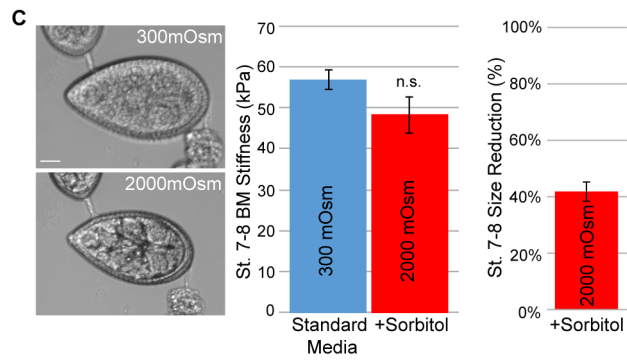 C
300mOsm
2000mOsm
St. 7-8 BM Stiffness (kPa)
70
60
50
40
30
20
10
0
n.s.
300 mOsm
2000 mOsm
Standard
Media
+Sorbitol
St. 7-8 Size Reduction (%)
100%
80%
60%
40%
20%
0%
2000 mOsm
+Sorbitol